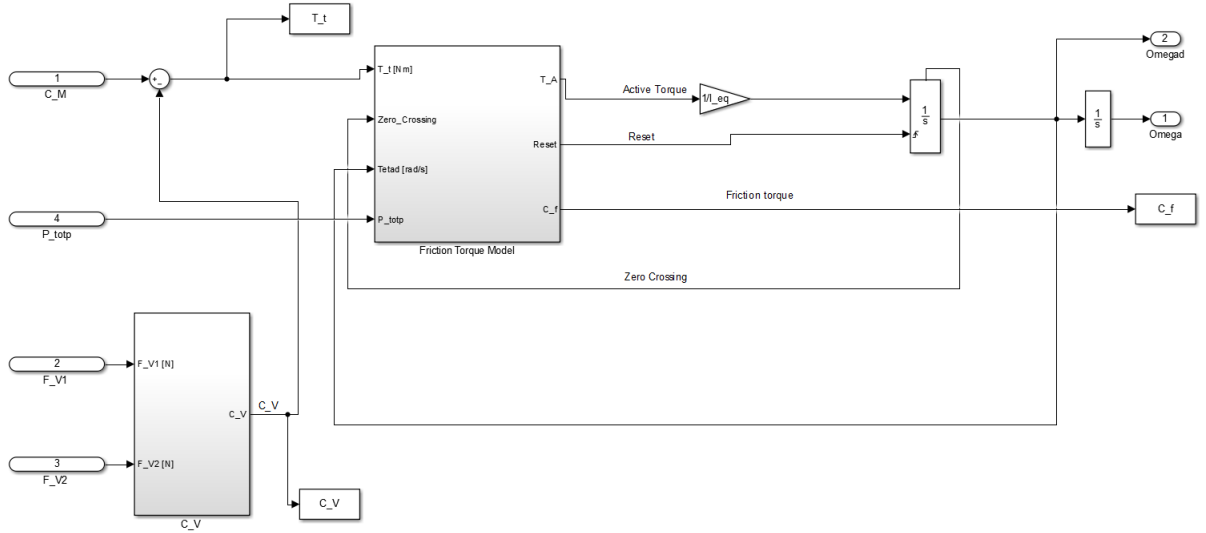 T_t
2
Omegad
1
C_M
+
-
T_t [Nm]
T_A
Active Torque
1/I_eq
1
s
1
s
1
Omega
Zero_Crossing
Reset
Reset
Tetad [rad/s]
Friction torque
C_f
C_f
4
P_totp
P_totp
Friction Torque Model
Zero Crossing
2
F_V1
F_V1 [N]
C_V
C_V
3
F_V2
F_V2 [N]
C_V
C_V